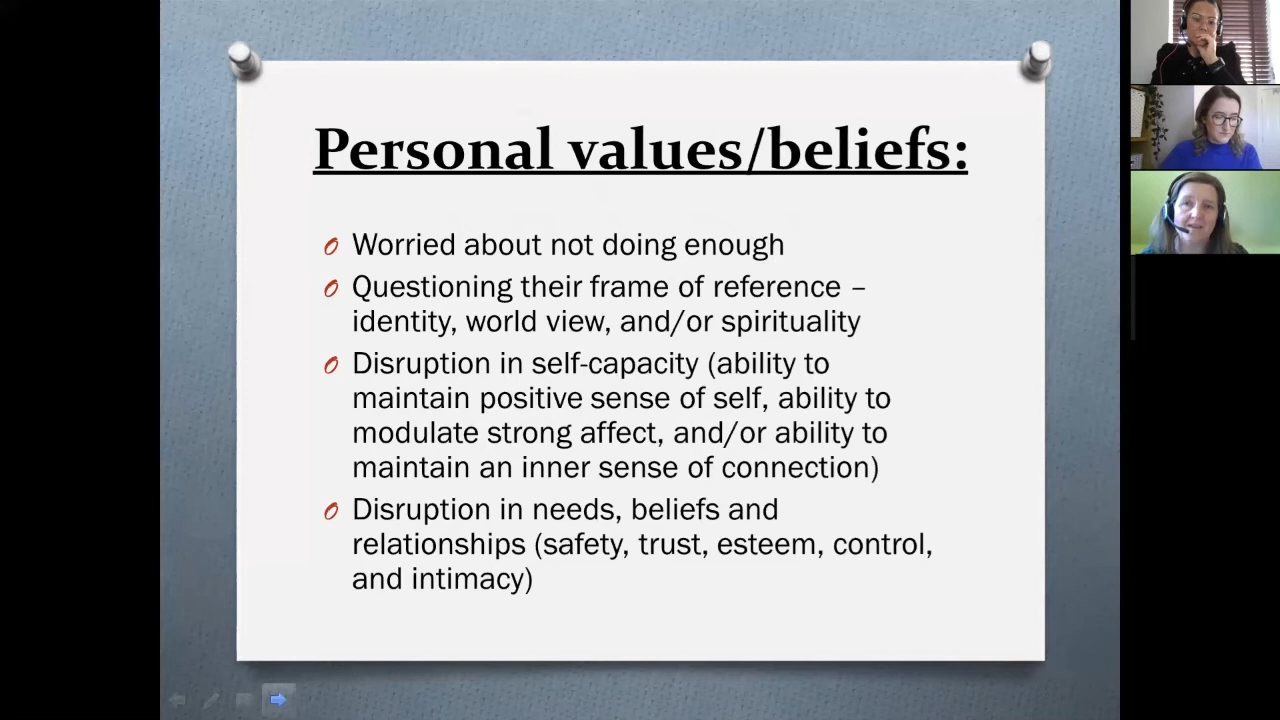 Personal values/beliefs:
Worried about not doing enough
Questioning their frame of reference –
identity, world view, and/or spirituality
Disruption in self-capacity (ability to
maintain positive sense of self, ability to
modulate strong affect, and/or ability to
maintain an inner sense of connection)
Disruption in needs, beliefs and
relationships (safety, trust, esteem, control,
and intimacy)